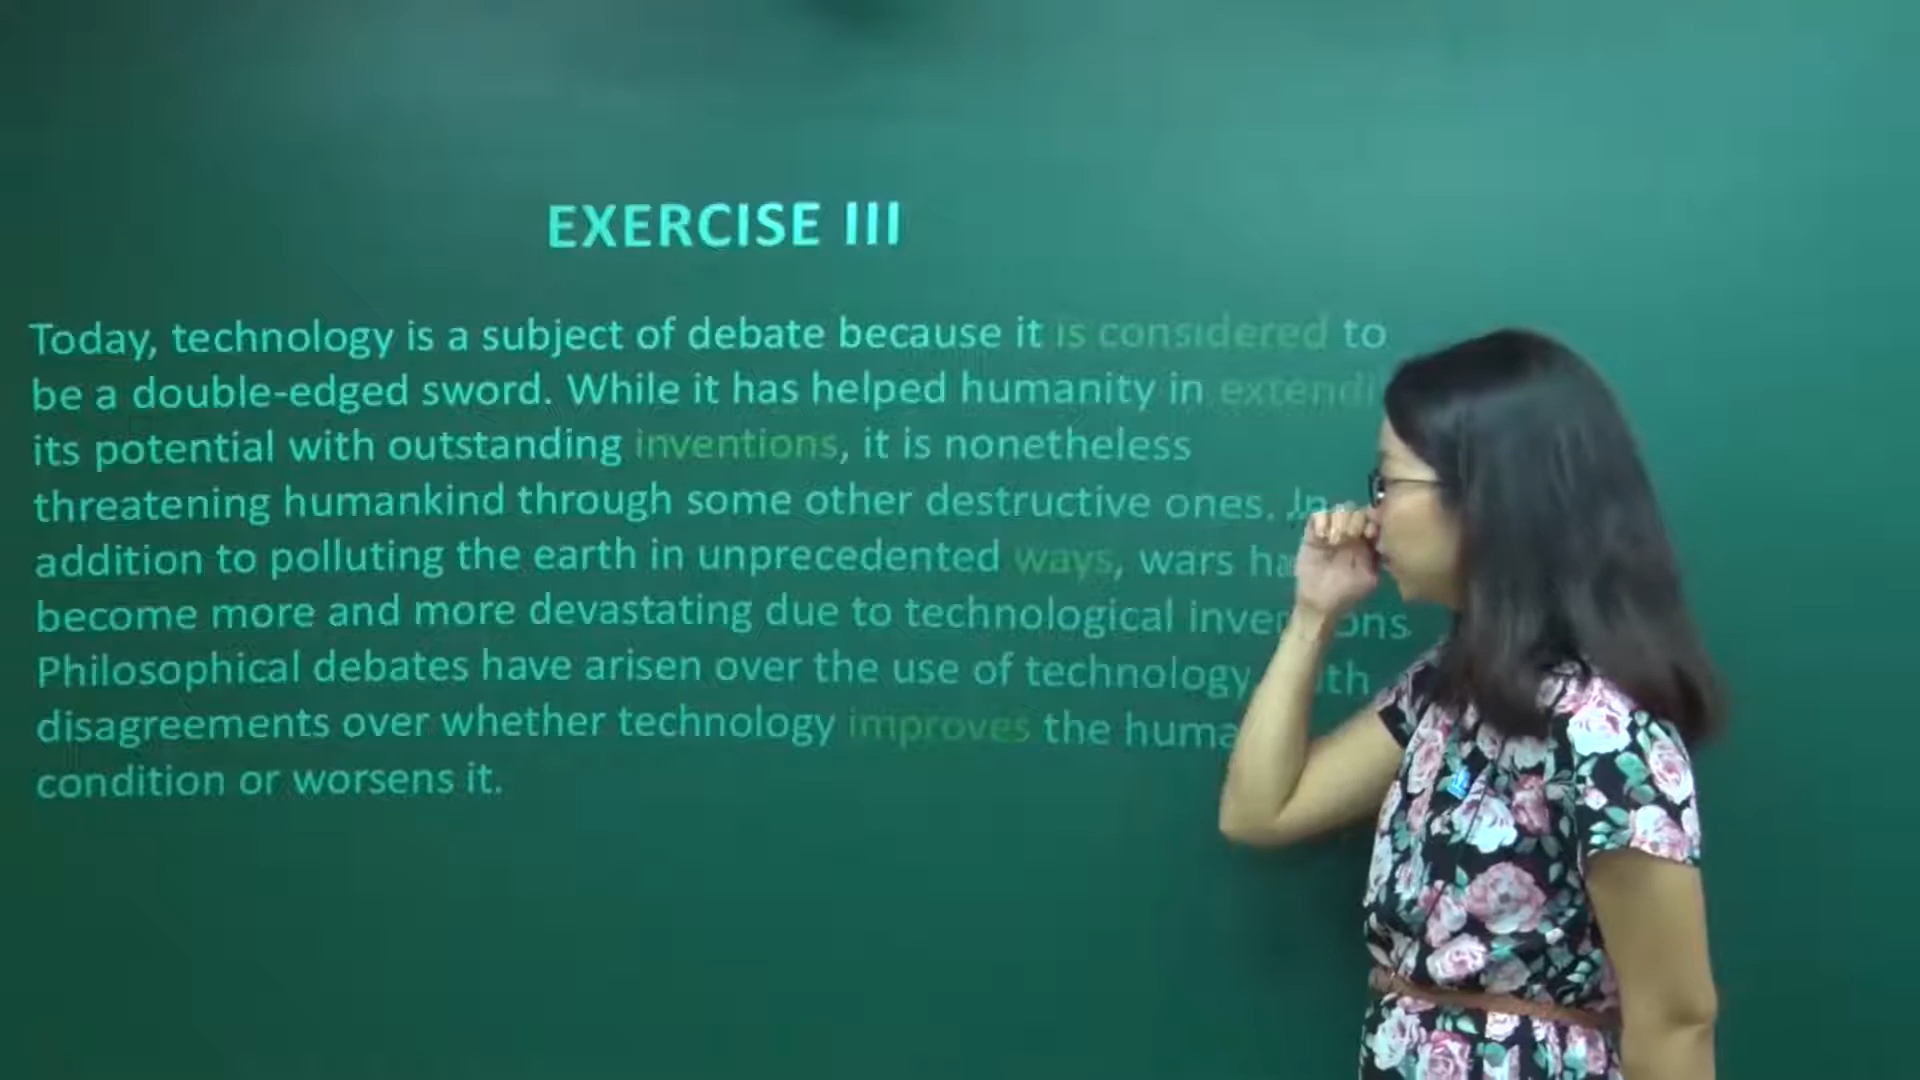 EXERCISE III
Today, technology is a subject of debate because it is considered to
be a double-edged sword. While it has helped humanity in
its potential with outstanding inventions, it is nonetheless
threatening humankind through some other destructive ones. In
addition to polluting the earth in unprecedented ways, wars
become more and more devastating due to technological
Philosophical debates have arisen over the use of technology
disagreements over whether technology improves the
condition or worsens it.